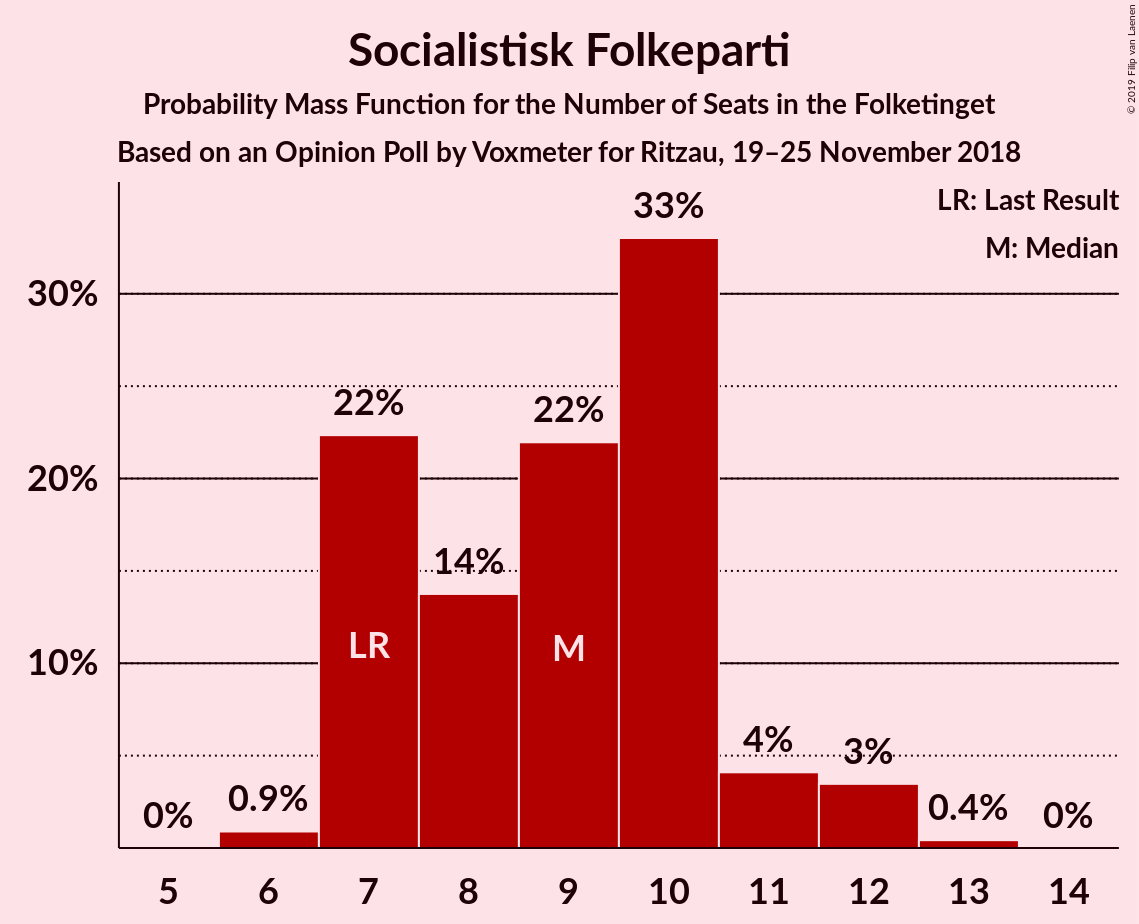 Socialistisk Folkeparti
Probability Mass Function for the Number of Seats in the Folketinget
Based on an Opinion Poll by Voxmeter for Ritzau, 19–25 November 2018
© 2019 Filip van Laenen
LR: Last Result
M: Median
33%
30%
22%
22%
20%
14%
LR
M
10%
4%
3%
0.9%
0.4%
0%
0%
5 6 7 8 9 10 11 12 13 14